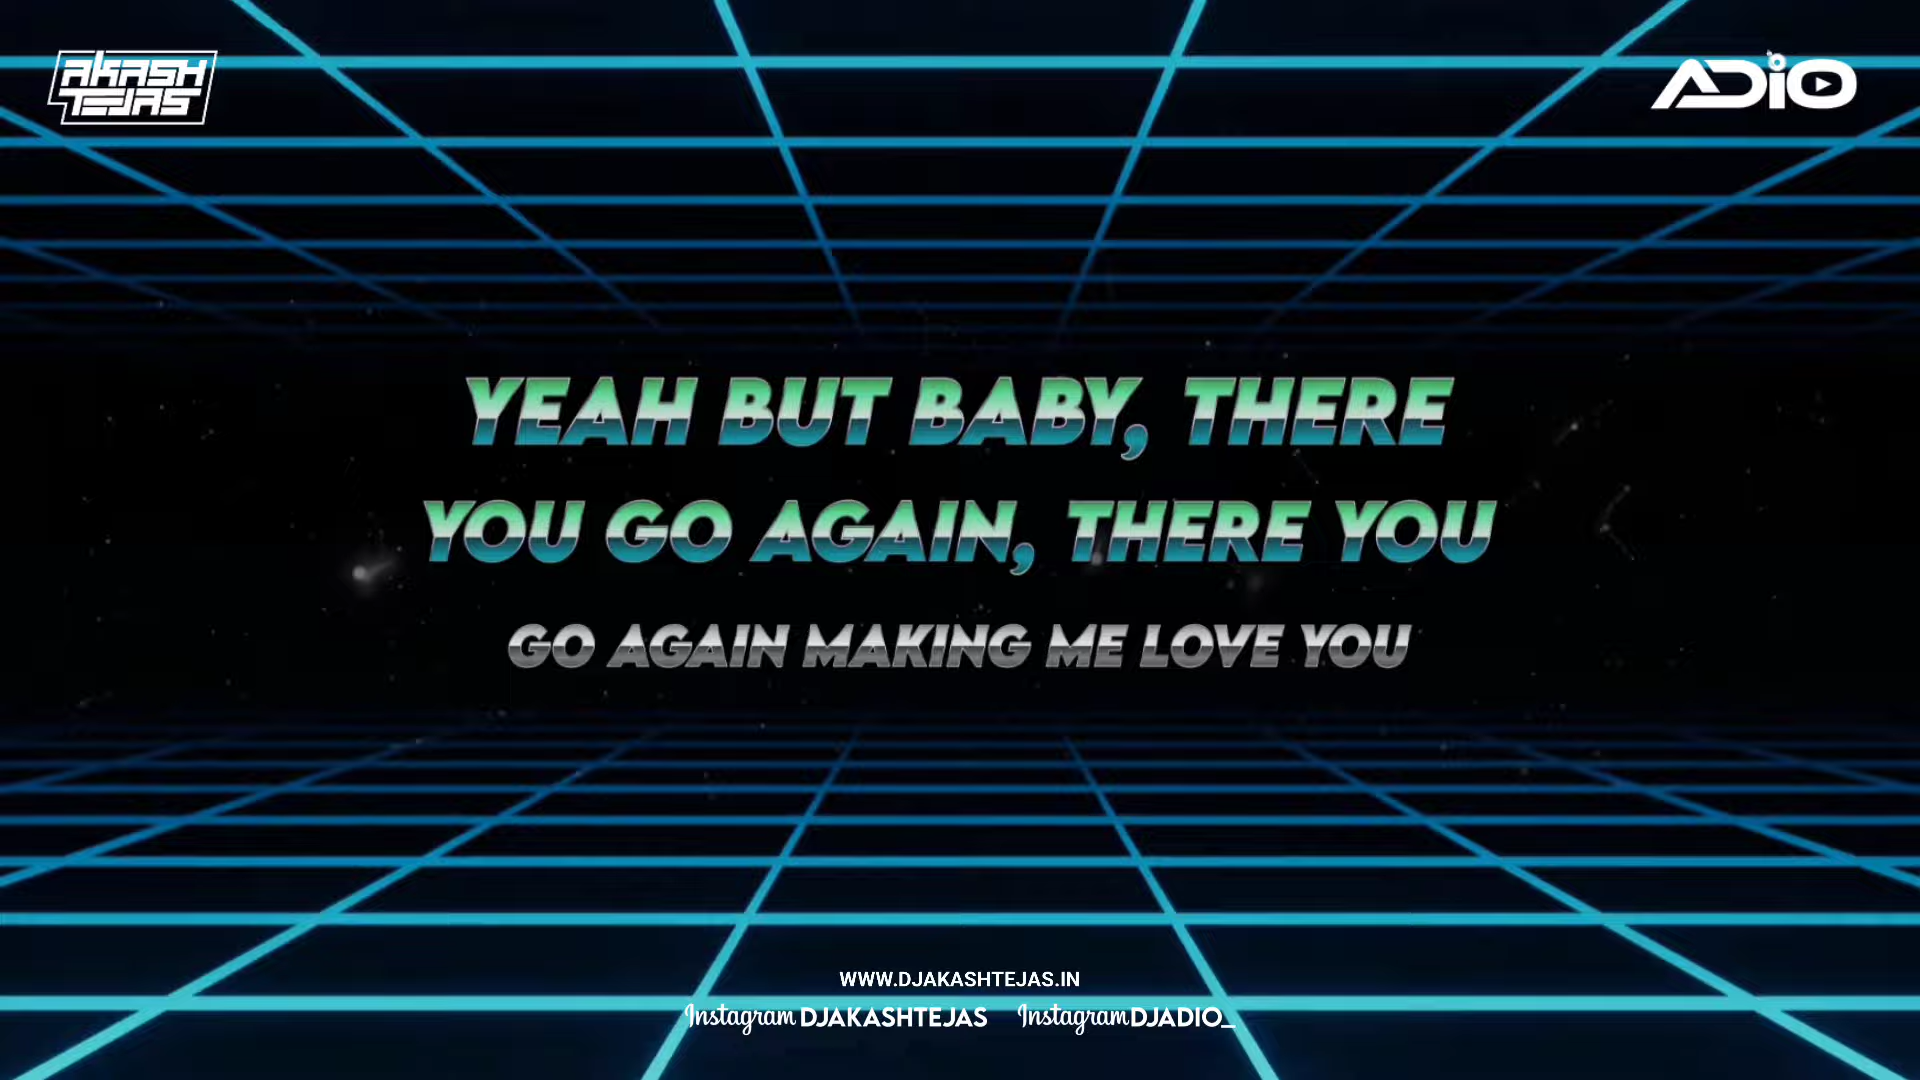 AKASH
TEJAS
ADIO
YEAH BUT BABY, THERE
YOU GO AGAIN, THERE YOU
GO AGAIN MAKING ME LOVE YOU
WWW.DJAKASHTEJAS.IN
Instagram DJAKASHTEJAS Instagram DJADIO_